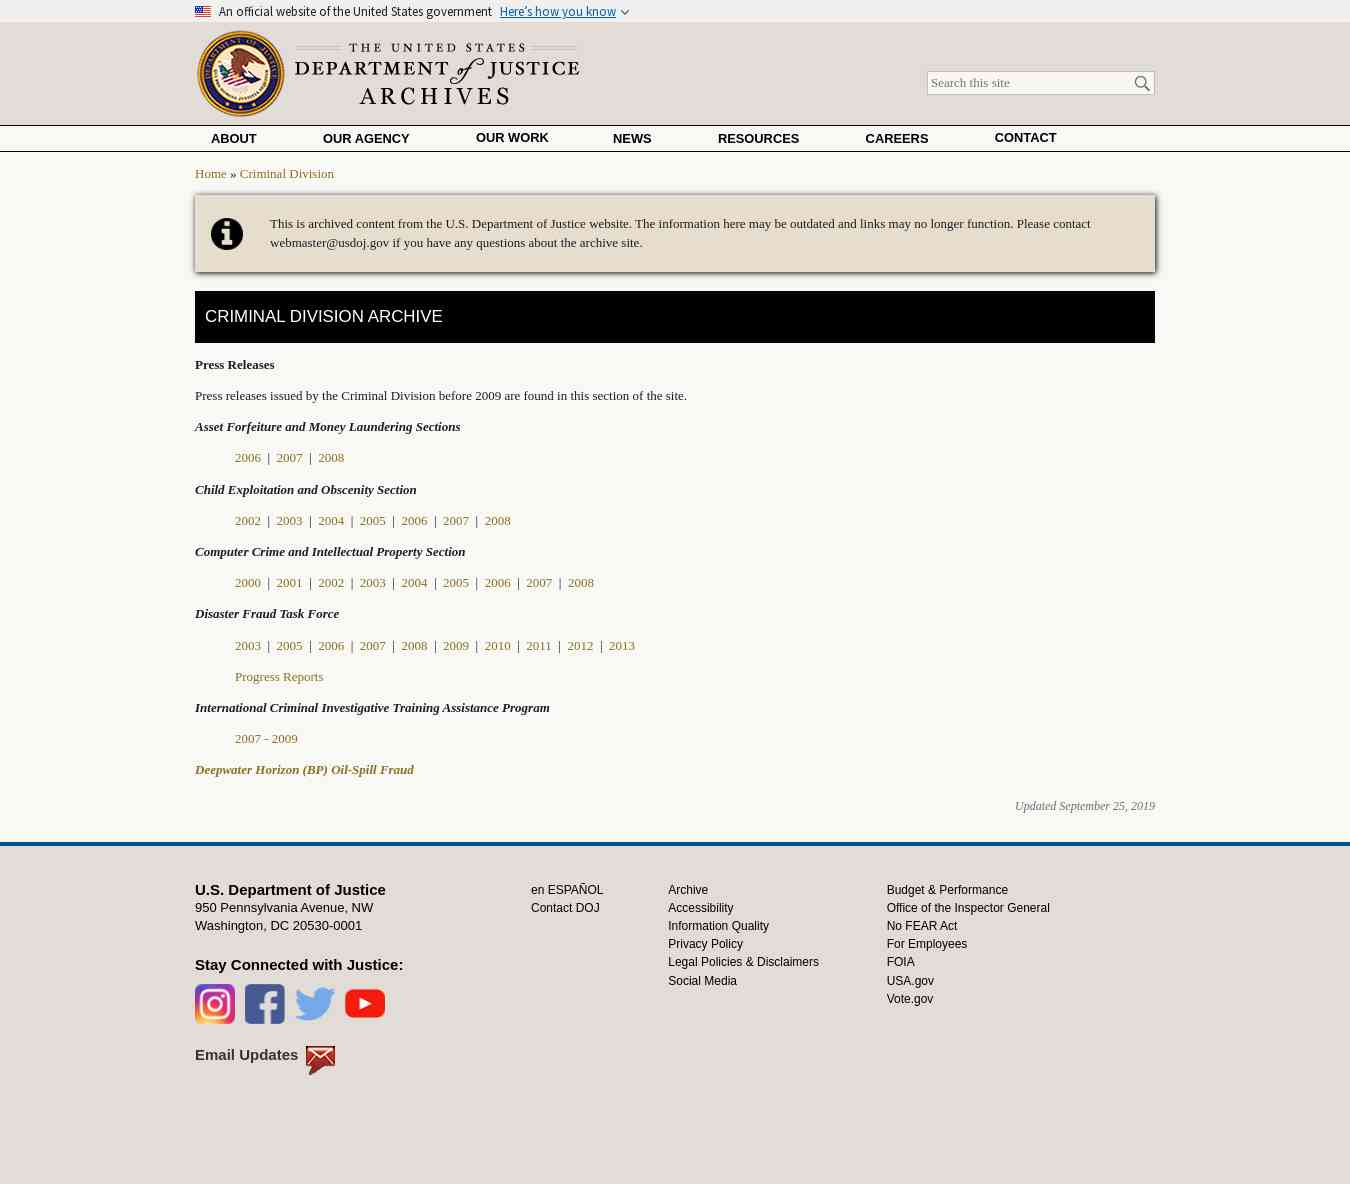 An official website of the United States government Here's how you know
THE UNITED STATES
DEPARTMENT of JUSTICE
ARCHIVES
Search this site
ABOUT OUR AGENCY OUR WORK NEWS RESOURCES CAREERS CONTACT
Home » Criminal Division
This is archived content from the U.S. Department of Justice website. The information here may be outdated and links may no longer function. Please contact
webmaster@usdoj.gov if you have any questions about the archive site.
CRIMINAL DIVISION ARCHIVE
Press Releases
Press releases issued by the Criminal Division before 2009 are found in this section of the site.
Asset Forfeiture and Money Laundering Sections
2006 | 2007 | 2008
Child Exploitation and Obscenity Section
2002 | 2003 | 2004 | 2005 | 2006 | 2007 | 2008
Computer Crime and Intellectual Property Section
2000 | 2001 | 2002 | 2003 | 2004 | 2005 | 2006 | 2007 | 2008
Disaster Fraud Task Force
2003 | 2005 | 2006 | 2007 | 2008 | 2009 | 2010 | 2011 | 2012 | 2013
Progress Reports
International Criminal Investigative Training Assistance Program
2007 - 2009
Deepwater Horizon (BP) Oil-Spill Fraud
Updated September 25, 2019
U.S. Department of Justice
950 Pennsylvania Avenue, NW
Washington, DC 20530-0001
Stay Connected with Justice:
Email Updates
en ESPAÑOL
Contact DOJ
Archive
Accessibility
Information Quality
Privacy Policy
Legal Policies & Disclaimers
Social Media
Budget & Performance
Office of the Inspector General
No FEAR Act
For Employees
FOIA
USA.gov
Vote.gov